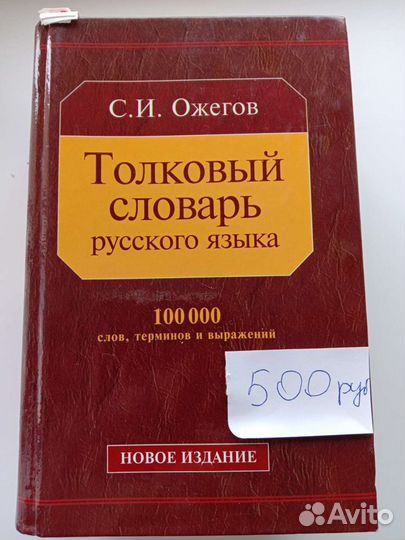 С.И. Ожегов
Толковый
словарь
русского языка
100 000
слов, терминов и выражений
500 руб
НОВОЕ ИЗДАНИЕ
Avito